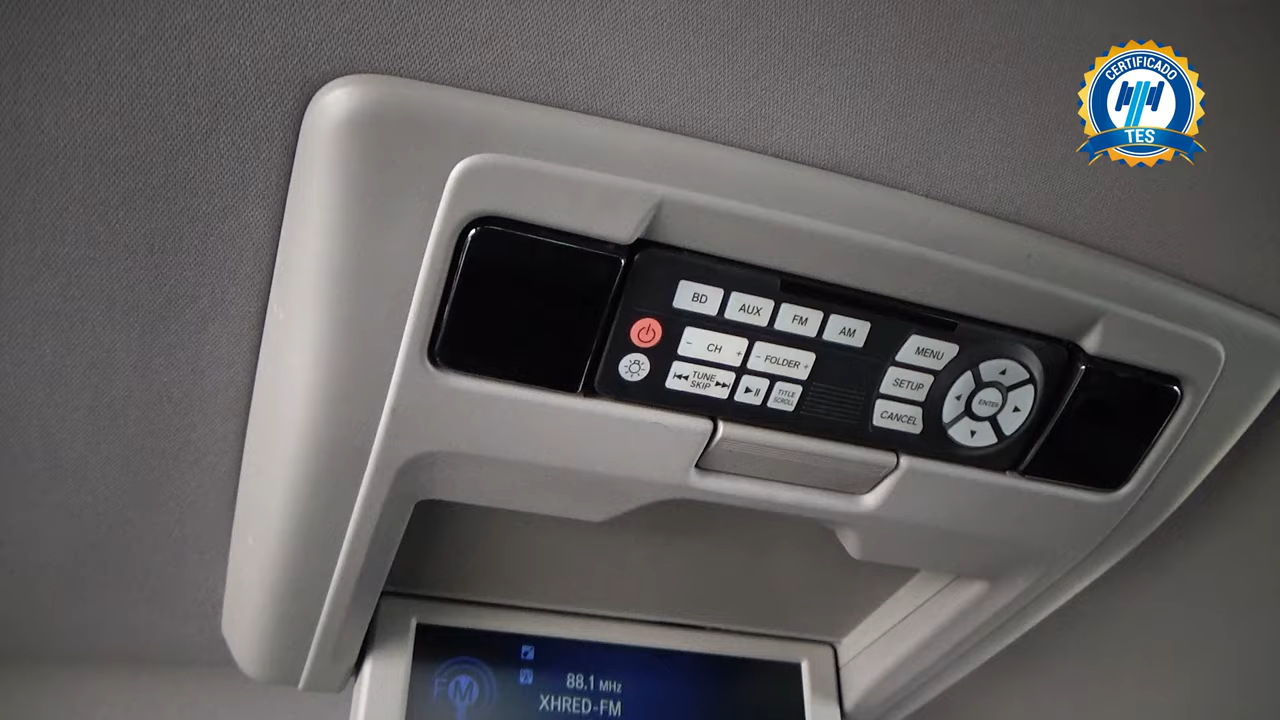 CERTIFICADO
TES
BD
AUX
FM
AM
- CH +
- FOLDER +
TUNE
SKIP
TITLE
SCROLL
MENU
SETUP
CANCEL
ENTER
FM
88.1 MHz
XHRED-FM